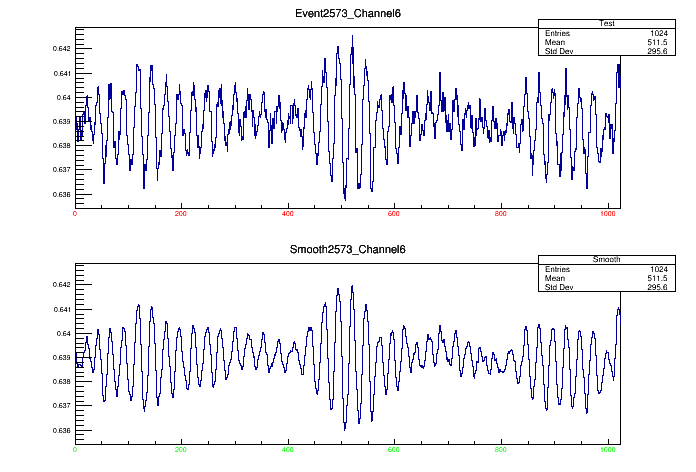 Event2573_Channel6
Test
Entries 1024
Mean 511.5
Std Dev 295.6
0.642
0.641
0.64
0.639
0.638
0.637
0.636
0 200 400 600 800 1000
Smooth2573_Channel6
Smooth
Entries 1024
Mean 511.5
Std Dev 295.6
0.642
0.641
0.64
0.639
0.638
0.637
0.636
0 200 400 600 800 1000